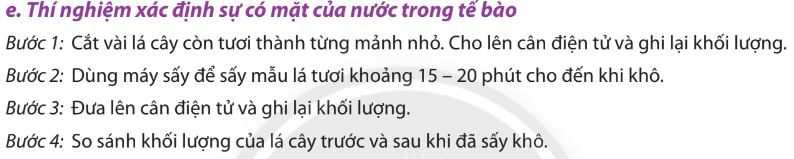 e. Thí nghiệm xác định sự có mặt của nước trong tế bào
Bước 1: Cắt vài lá cây còn tươi thành từng mảnh nhỏ. Cho lên cân điện tử và ghi lại khối lượng.
Bước 2: Dùng máy sấy để sấy mẫu lá tươi khoảng 15 – 20 phút cho đến khi khô.
Bước 3: Đưa lên cân điện tử và ghi lại khối lượng.
Bước 4: So sánh khối lượng của lá cây trước và sau khi đã sấy khô.